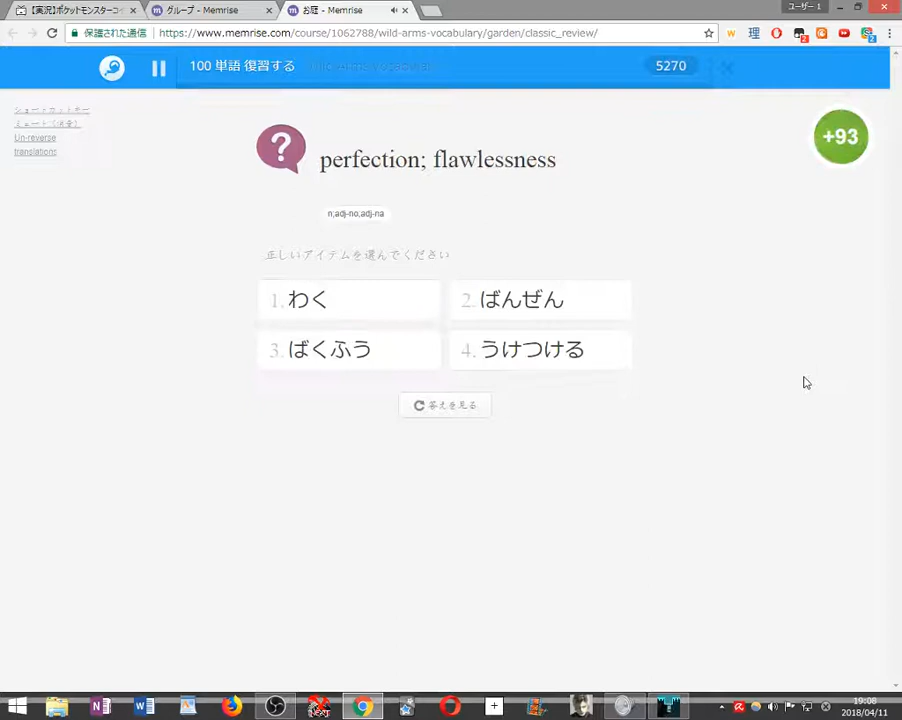 【実況】ポケットモンスターコイ
グループ - Memrise
お庭 - Memrise
ユーザー 1
保護された通信
https://www.memrise.com/course/1062788/wild-arms-vocabulary/garden/classic_review/
100 単語 復習する
5270
ミュート
Un-reverse
translations
?
perfection; flawlessness
+93
n;adj-no;adj-na
正しいアイテムを選んでください
1. わく
2. ばんぜん
3. ばくふう
4. うけつける
答えを見る
19:08
2018/04/11